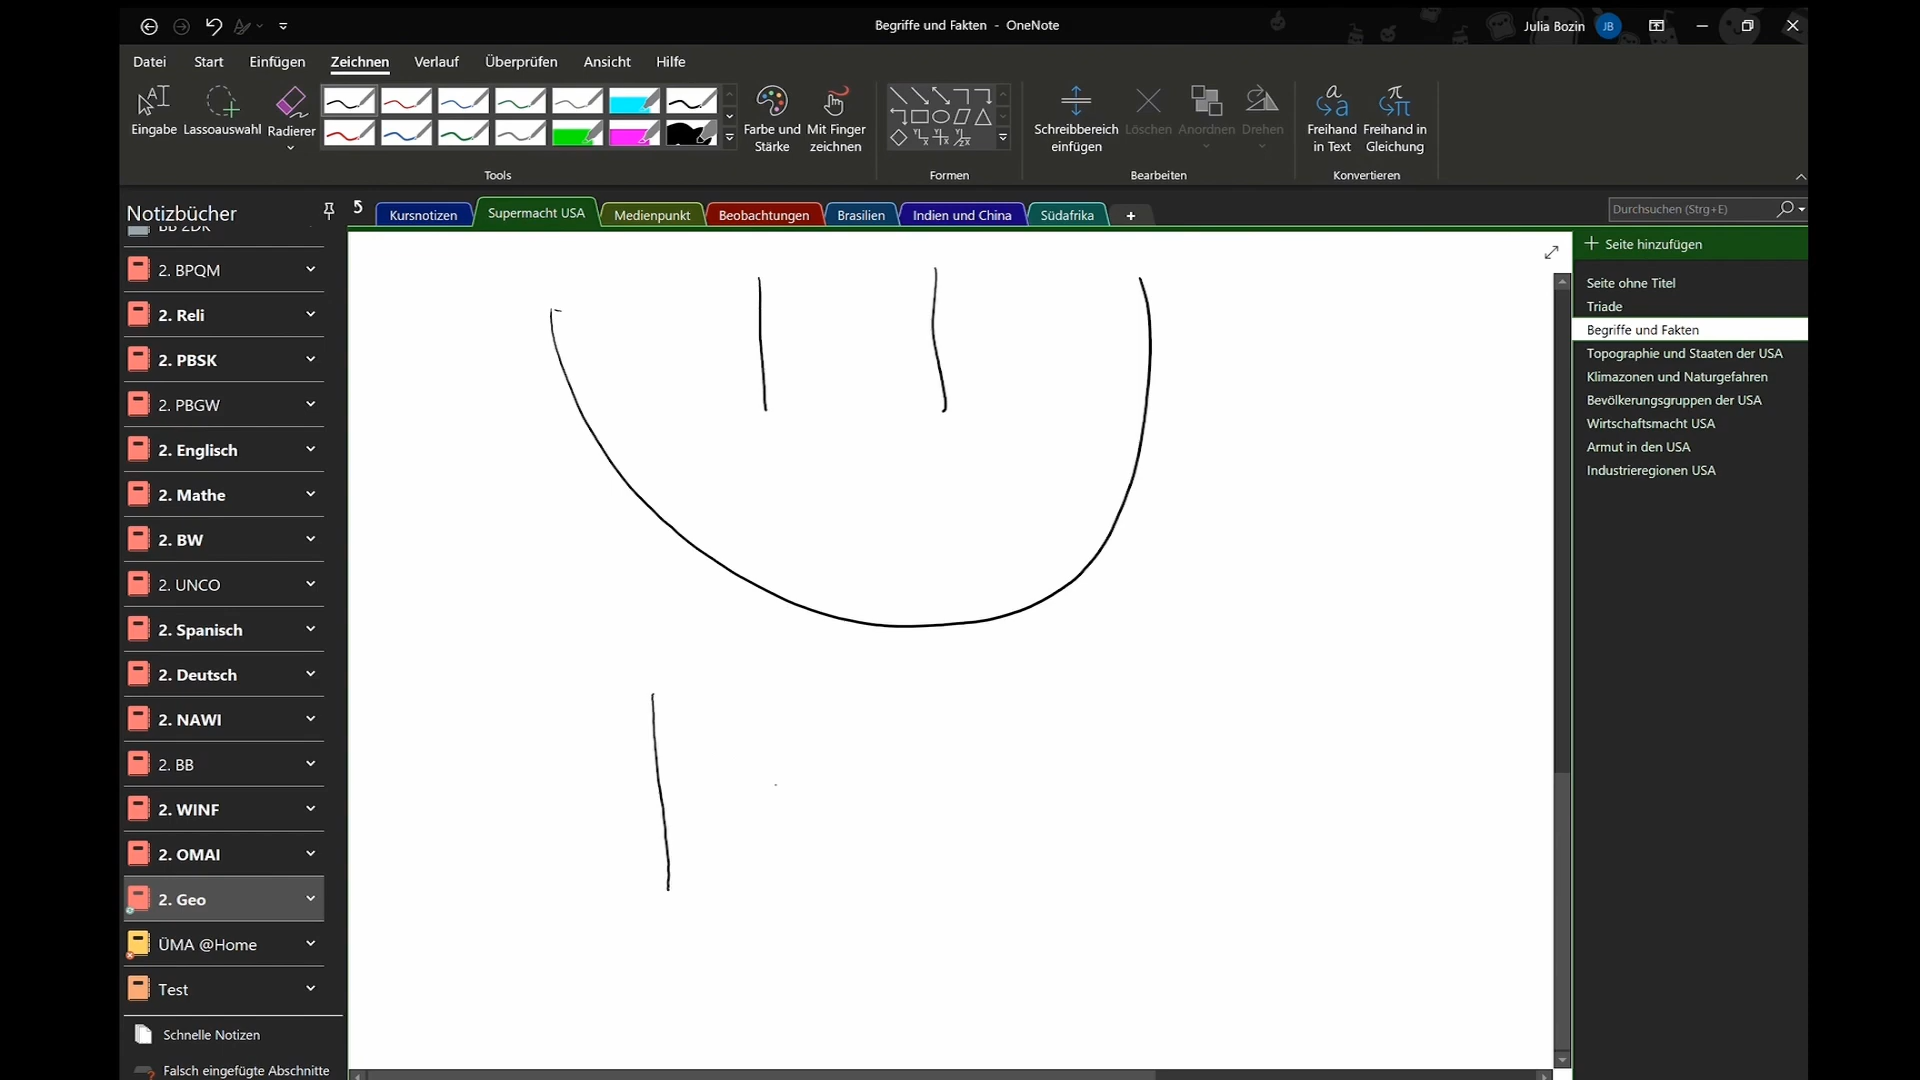 Begriffe und Fakten - OneNote
Julia Bozin JB
Datei Start Einfügen Zeichnen Verlauf Überprüfen Ansicht Hilfe
Eingabe Lassoauswahl Radierer Farbe und Stärke Mit Finger zeichnen Schreibbereich einfügen Löschen Anordnen Drehen Freihand in Text Freihand in Gleichung
Tools Formen Bearbeiten Konvertieren
Notizbücher
Kursnotizen Supermacht USA Medienpunkt Beobachtungen Brasilien Indien und China Südafrika
Durchsuchen (Strg+E)
BB 2DK
2. BPQM
2. Reli
2. PBSK
2. PBGW
2. Englisch
2. Mathe
2. BW
2. UNCO
2. Spanisch
2. Deutsch
2. NAWI
2. BB
2. WINF
2. OMAI
2. Geo
ÜMA @Home
Test
Schnelle Notizen
Falsch eingefügte Abschnitte
Seite hinzufügen
Seite ohne Titel
Triade
Begriffe und Fakten
Topographie und Staaten der USA
Klimazonen und Naturgefahren
Bevölkerungsgruppen der USA
Wirtschaftsmacht USA
Armut in den USA
Industrieregionen USA